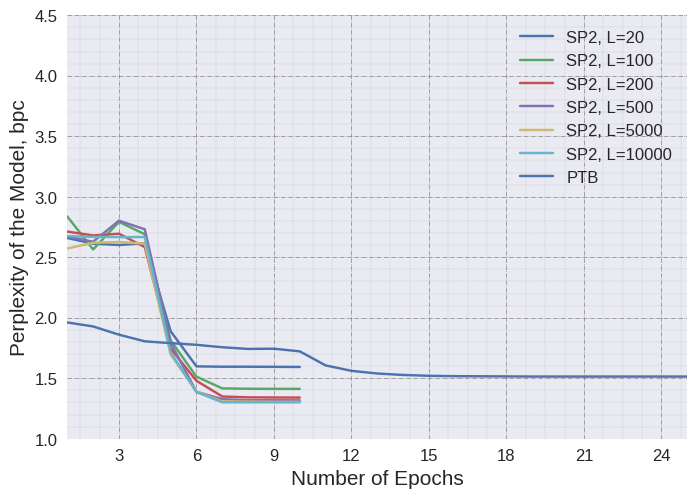 4.5
4.0
3.5
3.0
2.5
2.0
1.5
1.0
Perplexity of the Model, bpc
SP2, L=20
SP2, L=100
SP2, L=200
SP2, L=500
SP2, L=5000
SP2, L=10000
PTB
3 6 9 12 15 18 21 24
Number of Epochs